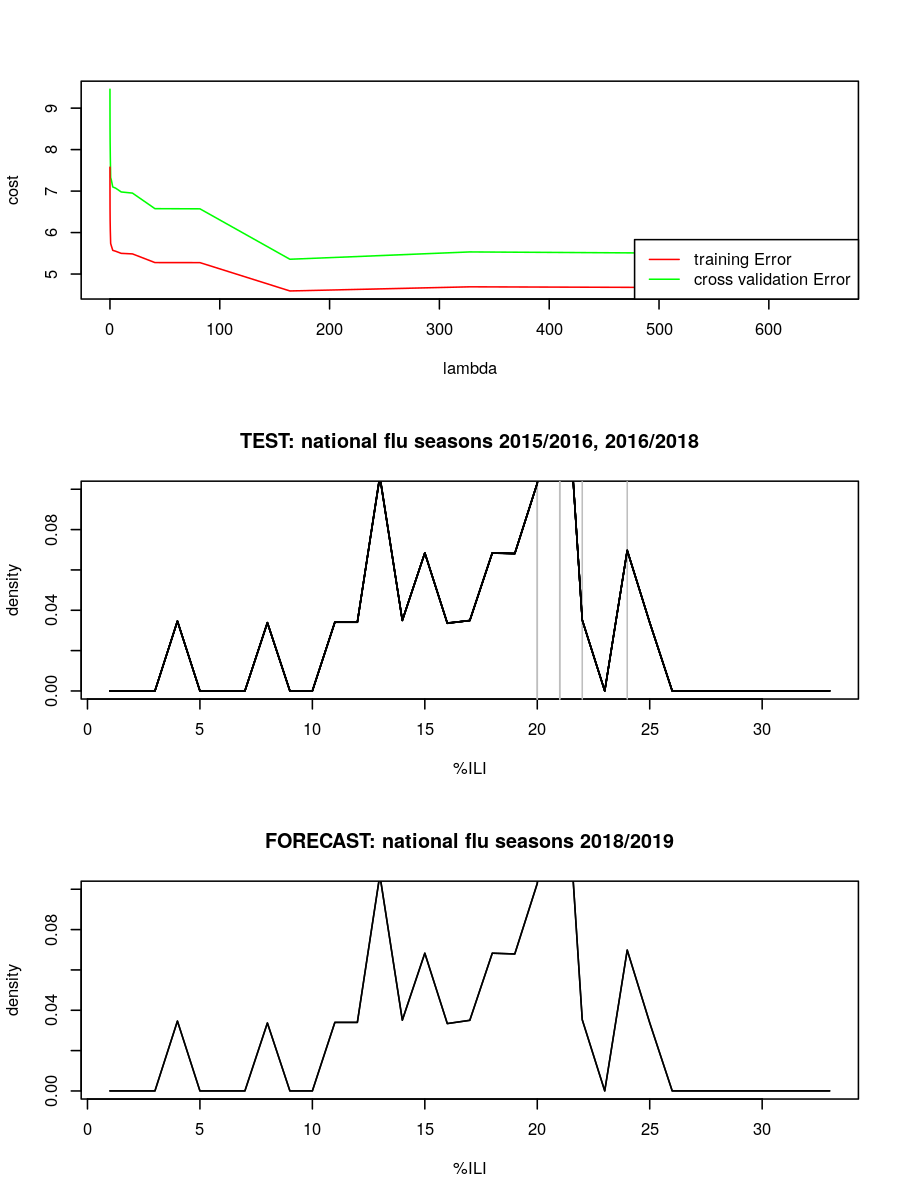 9
8
7
6
5
cost
training Error
cross validation Error
0 100 200 300 400 500 600
lambda
TEST: national flu seasons 2015/2016, 2016/2018
0.08
0.04
0.00
density
0 5 10 15 20 25 30
%ILI
FORECAST: national flu seasons 2018/2019
0.08
0.04
0.00
density
0 5 10 15 20 25 30
%ILI